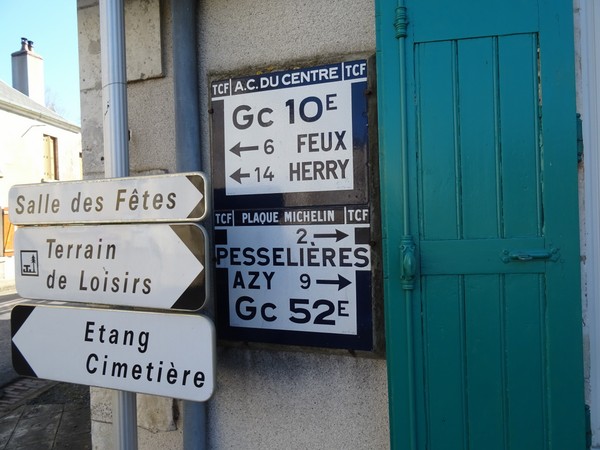 TCF A.C. DU CENTRE TCF
Gc 10E
6 FEUX
14 HERRY
TCF PLAQUE MICHELIN TCF
2
PESSELIÈRES
AZY 9
Gc 52E
Salle des Fêtes
Terrain
de Loisirs
Etang
Cimetière